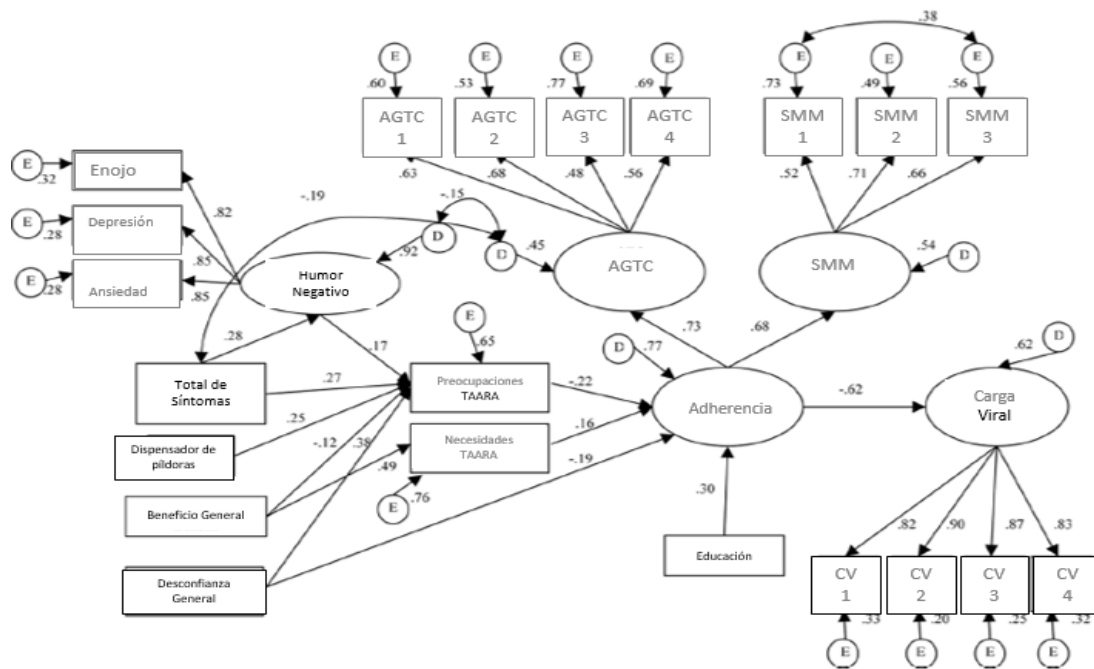 E
E
E
E
E
E
E
.38
.60
.53
.77
.69
.73
.49
.56
AGTC
1
AGTC
2
AGTC
3
AGTC
4
SMM
1
SMM
2
SMM
3
E
.32
Enojo
.63
.68
.48
.56
.52
.71
.66
-.19
-.15
.82
E
.28
Depresión
.85
D
.92
D
.45
AGTC
SMM
.54
D
E
.28
Ansiedad
.85
Humor
Negativo
.28
.17
E
.65
.73
.68
D
.77
.62
D
Total de
Síntomas
.27
Preocupaciones
TAARA
-.22
Adherencia
-.62
Carga
Viral
.25
Dispensador de
píldoras
-.12
.38
Necesidades
TAARA
.16
-.19
.49
E
.76
Beneficio General
.30
.82
.90
.87
.83
Educación
Desconfianza
General
CV
1
CV
2
CV
3
CV
4
.33
.20
.25
.32
E
E
E
E